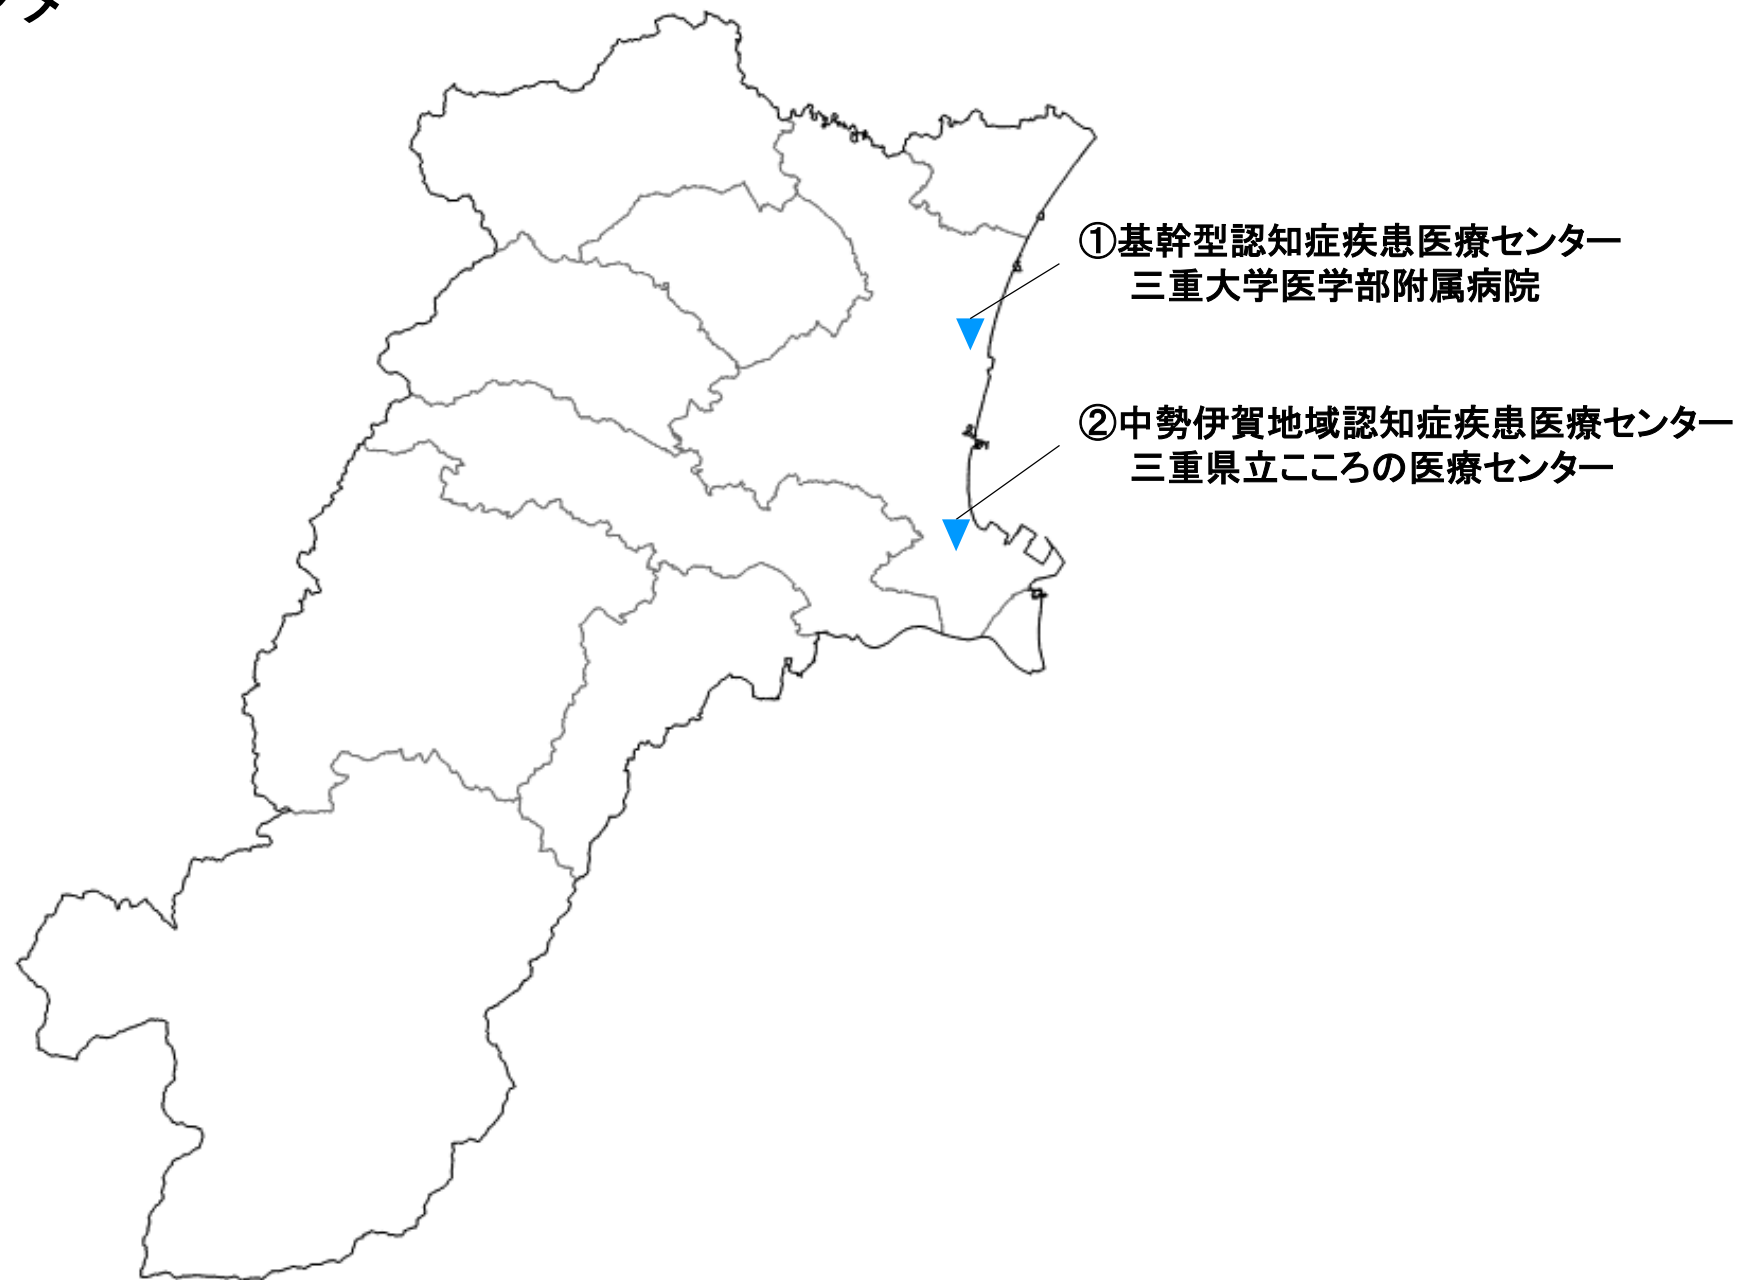 ①基幹型認知症疾患医療センター
三重大学医学部附属病院
②中勢伊賀地域認知症疾患医療センター
三重県立こころの医療センター